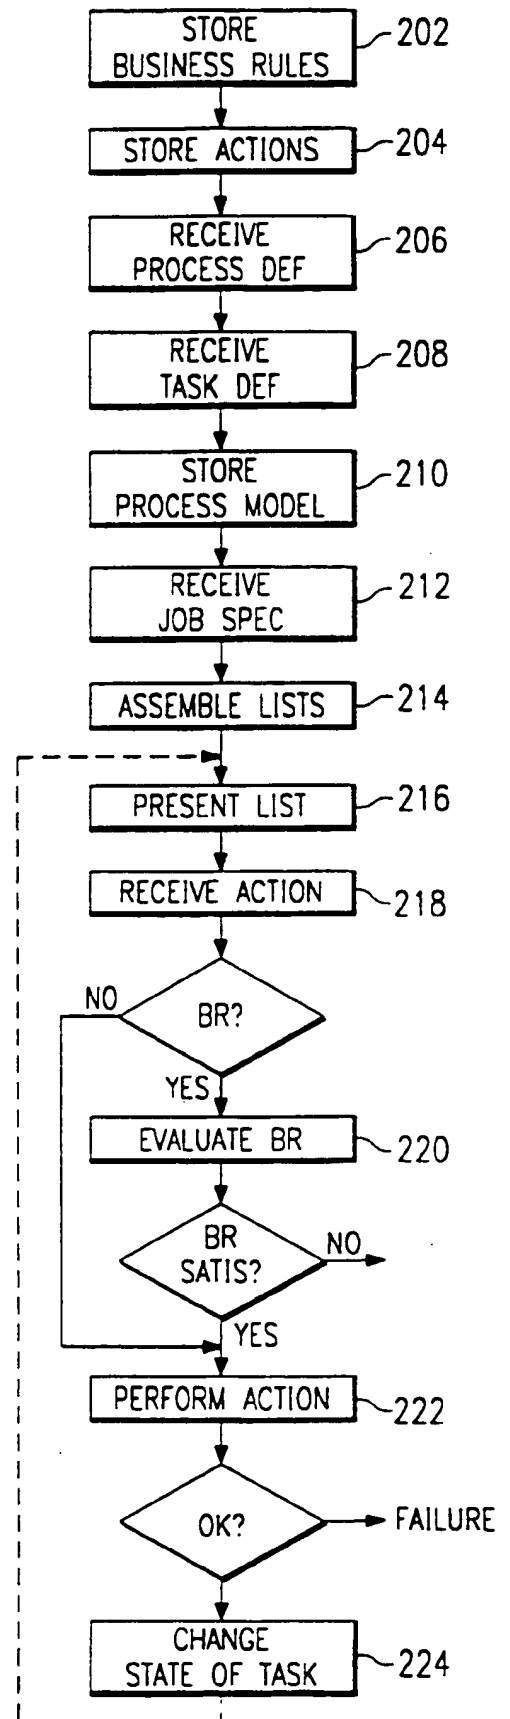 STORE
BUSINESS RULES
202
STORE ACTIONS
204
RECEIVE
PROCESS DEF
206
RECEIVE
TASK DEF
208
STORE
PROCESS MODEL
210
RECEIVE
JOB SPEC
212
ASSEMBLE LISTS
214
PRESENT LIST
216
RECEIVE ACTION
218
NO
BR?
YES
EVALUATE BR
220
BR
SATIS?
NO
YES
PERFORM ACTION
222
OK?
FAILURE
CHANGE
STATE OF TASK
224